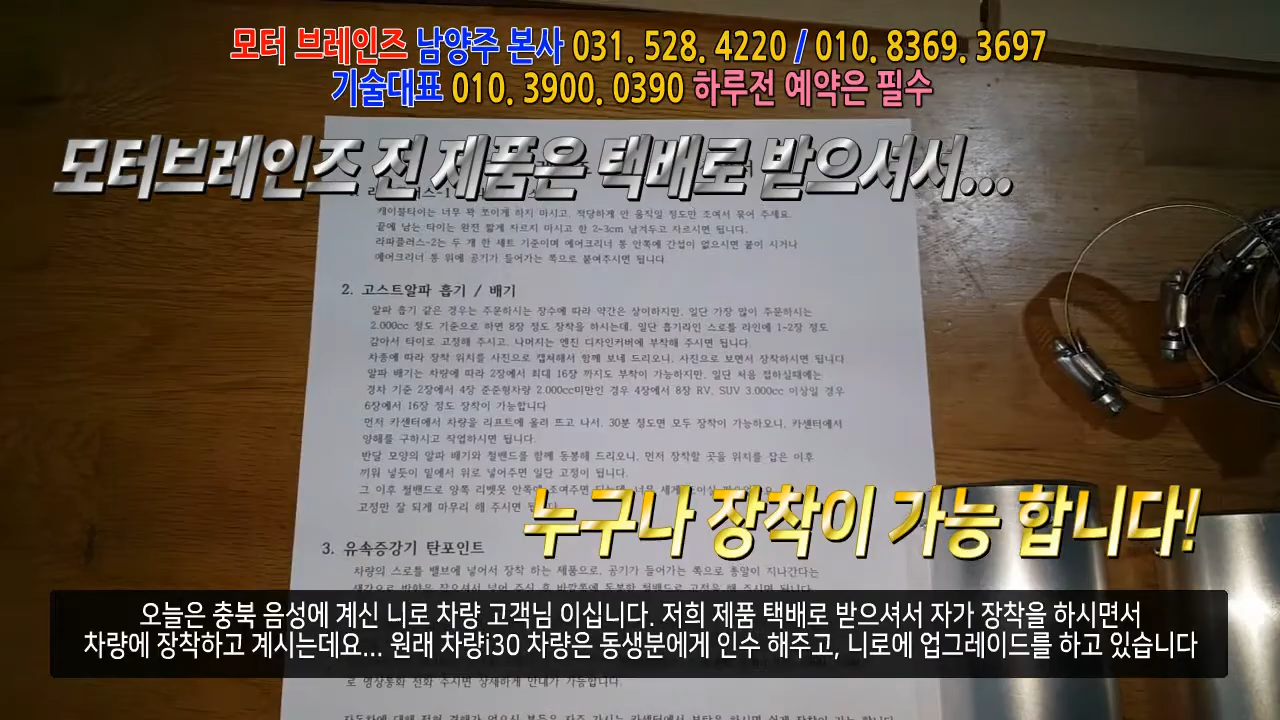 모터 브레인즈 남양주 본사 031. 528. 4220 / 010. 8369. 3697
기술대표 010. 3900. 0390 하루전 예약은 필수
모터브레인즈 전 제품은 택배로 받으셔서...
케이블타이는 너무 꽉 쪼이게 하지 마시고, 적당하게 안 움직일 정도만 조여서 묶어 주세요.
끝에 남는 타이는 완전 짧게 자르지 마시고 한 2~3cm 남겨두고 자르시면 됩니다.
라파플러스-2는 두 개 한 세트 기준이며 에어크리너 통 안쪽에 간섭이 없으시면 붙이 시거나
에어크리너 통 위에 공기가 들어가는 쪽으로 붙여주시면 됩니다.
2. 고스트알파 흡기 / 배기
알파 흡기 같은 경우는 주문하시는 장수에 따라 약간은 상이하지만, 일단 가장 많이 주문하시는
2.000cc 정도 기준으로 하면 8장 정도 장착을 하시는데, 일단 흡기라인 스로틀 라인에 1~2장 정도
감아서 타이로 고정해 주시고, 나머지는 엔진 디자인커버에 부착해 주시면 됩니다.
차종에 따라 장착 위치를 사진으로 캡쳐해서 함께 보내 드리오니, 사진으로 보면서 장착하시면 됩니다
알파 배기는 차량에 따라 2장에서 최대 16장 까지도 부착이 가능하지만, 일단 처음 접하실때에는
경차 기준 2장에서 4장 준준형차량 2.000cc미만인 경우 4장에서 8장 RV, SUV 3.000cc 이상일 경우
6장에서 16장 정도 장착이 가능합니다
먼저 카센터에서 차량을 리프트에 올려 뜨고 나서, 30분 정도면 모두 장착이 가능하오니, 카센터에서
양해를 구하시고 작업하시면 됩니다.
반달 모양의 알파 배기와 철밴드를 함께 동봉해 드리오니, 먼저 장착할 곳을 위치를 잡은 이후
끼워 넣듯이 밑에서 위로 넣어주면 일단 고정이 됩니다.
그 이후 철밴드로 양쪽 리벳못 안쪽에 조여주면
고정만 잘 되게 마무리 해 주시면
누구나 장착이 가능 합니다!
3. 유속증강기 탄포인트
차량의 스로틀 밸브에 넣어서 장착 하는 제품으로, 공기가 들어가는 쪽으로 총알이 지나간다는
오늘은 충북 음성에 계신 니로 차량 고객님 이십니다. 저희 제품 택배로 받으셔서 자가 장착을 하시면서
차량에 장착하고 계시는데요... 원래 차량i30 차량은 동생분에게 인수 해주고, 니로에 업그레이드를 하고 있습니다
로 영상통화 전화 주시면 상세하게 안내가 가능합니다.